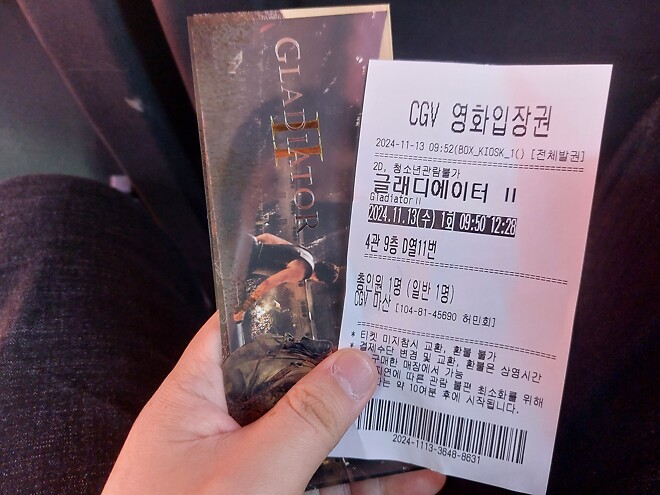 GLADIATOR
II
CGV 영화입장권
2024-11-13 09:52(BOX_KIOSK_1() [전체발권]
2D, 청소년관람불가
글래디에이터 II
Gladiator II
2024.11.13(수) 1회 09:50 12:28
4관 9층 D열11번
총인원 1명 (일반 1명)
CGV 마산 [104-81-45690 허민회]
* 티켓 미지참시 교환, 환불 불가
* 결제수단 변경 및 교환, 환불은 상영시간
구매한 매장에서 가능
지연에 따른 관람 불편 최소화를 위해
는 약 10여분 후에 시작됩니다.
2024-1113-3648-8631